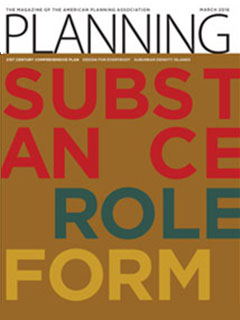 THE MAGAZINE OF THE AMERICAN PLANNING ASSOCIATION MARCH 2016
PLANNING
21ST CENTURY COMPREHENSIVE PLAN DESIGN FOR EVERYBODY SUBURBAN DENSITY ISLANDS
SUBST
AN CE
ROLE
FORM